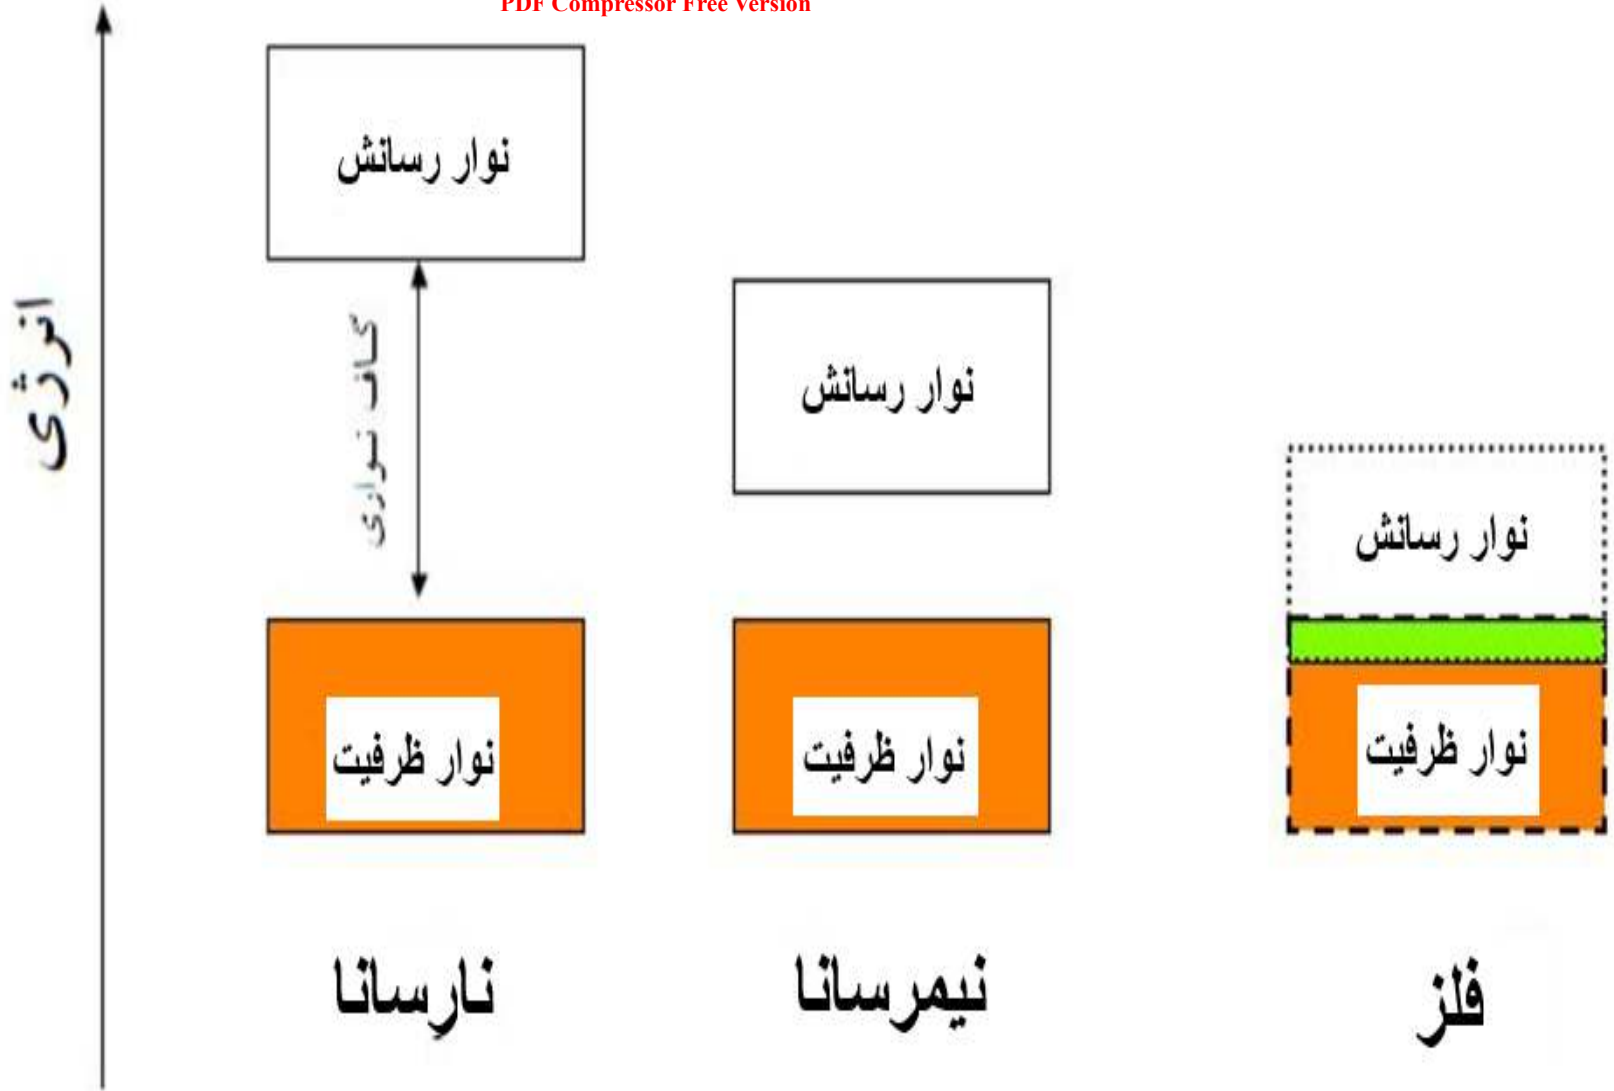 PDF Compressor Free Version
انرژی
نوار رسانش
گاف نواری
نوار رسانش
نوار رسانش
نوار ظرفیت
نوار ظرفیت
نوار ظرفیت
نارسانا
نیمرسانا
فلز